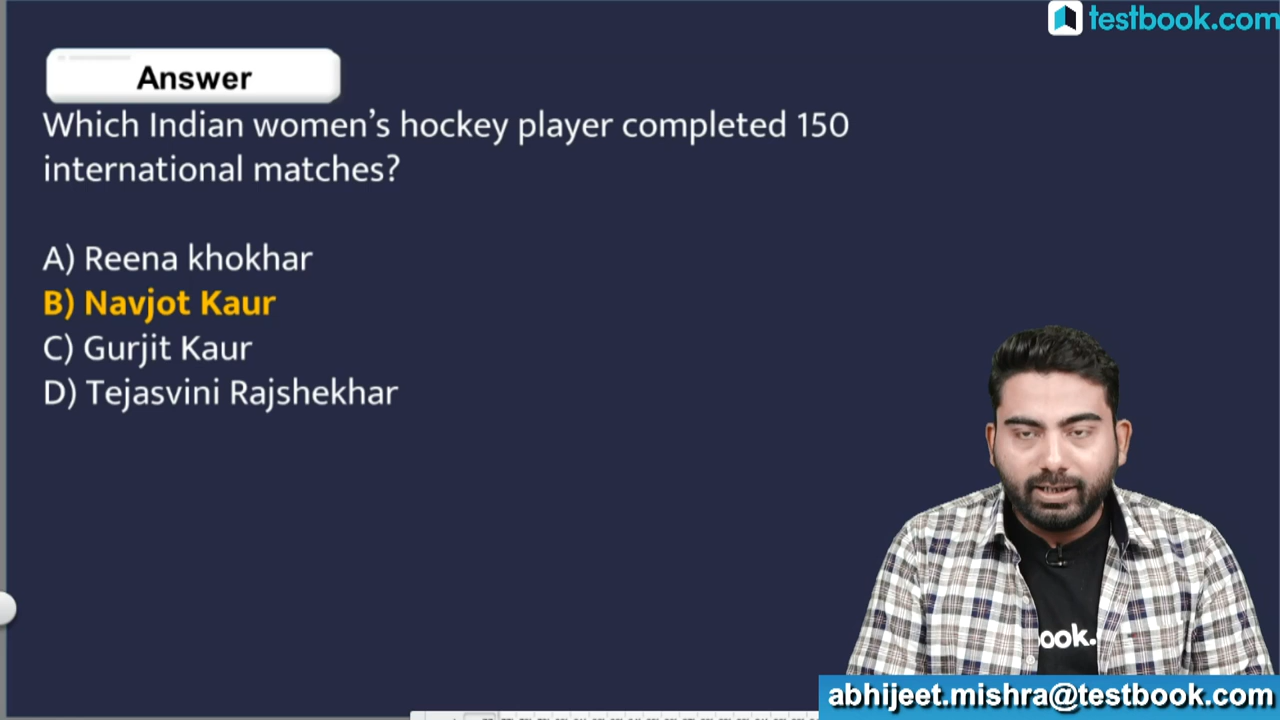 testbook.com
Answer
Which Indian women’s hockey player completed 150
international matches?
A) Reena khokhar
B) Navjot Kaur
C) Gurjit Kaur
D) Tejasvini Rajshekhar
book.
abhijeet.mishra@testbook.com